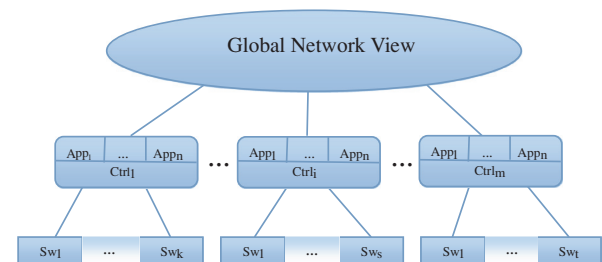 Global Network View
App1 ... Appn ... App1 ... Appn ... App1 ... Appn
Ctrl1 Ctrli Ctrlm
Sw1 ... Swk Sw1 ... Sws Sw1 ... Swt